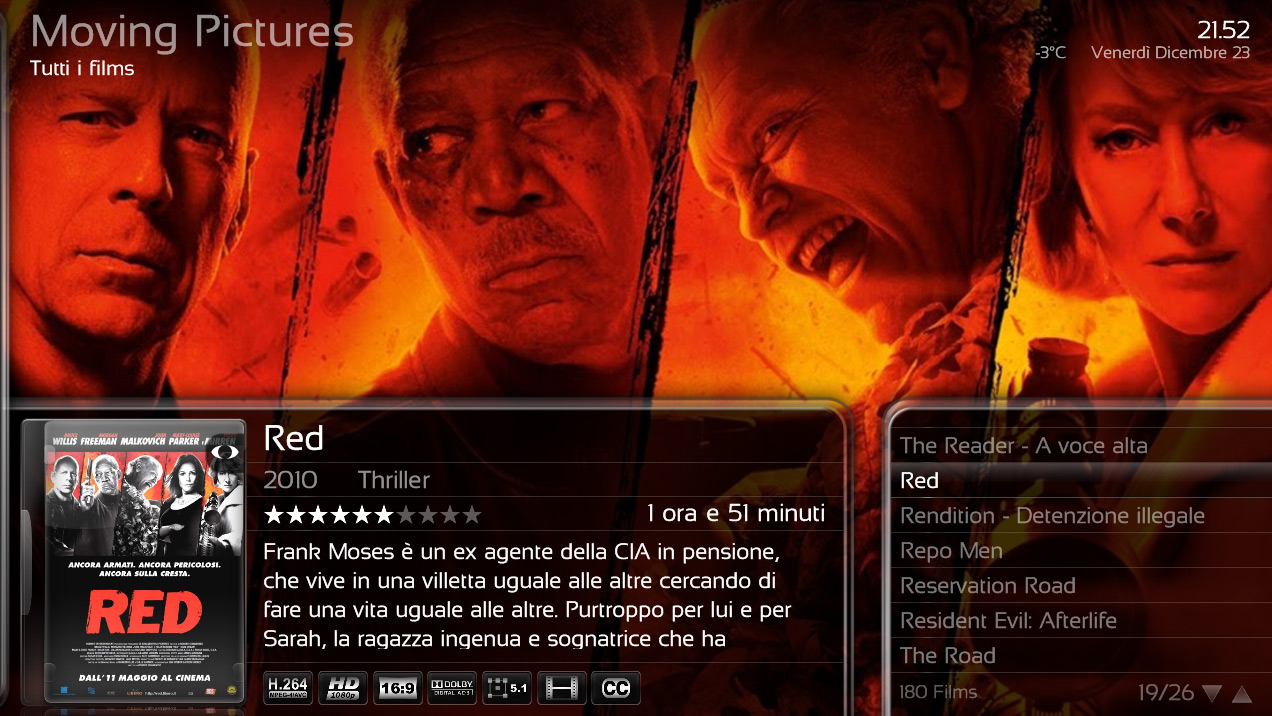 Moving Pictures
Tutti i films
21.52
-3°C Venerdì Dicembre 23
WILLIS FREEMAN MALKOVICH PARKER MIRREN
ANCORA ARMATI. ANCORA PERICOLOSI.
ANCORA SULLA CRESTA.
RED
DALL'11 MAGGIO AL CINEMA
Red
2010 Thriller
1 ora e 51 minuti
Frank Moses è un ex agente della CIA in pensione,
che vive in una villetta uguale alle altre cercando di
fare una vita uguale alle altre. Purtroppo per lui e per
Sarah, la ragazza ingenua e sognatrice che ha
H.264
MPEG-4/AVC
HD
1080p
16:9
DOLBY
DIGITAL AC3
5.1
CC
The Reader - A voce alta
Red
Rendition - Detenzione illegale
Repo Men
Reservation Road
Resident Evil: Afterlife
The Road
180 Films 19/26